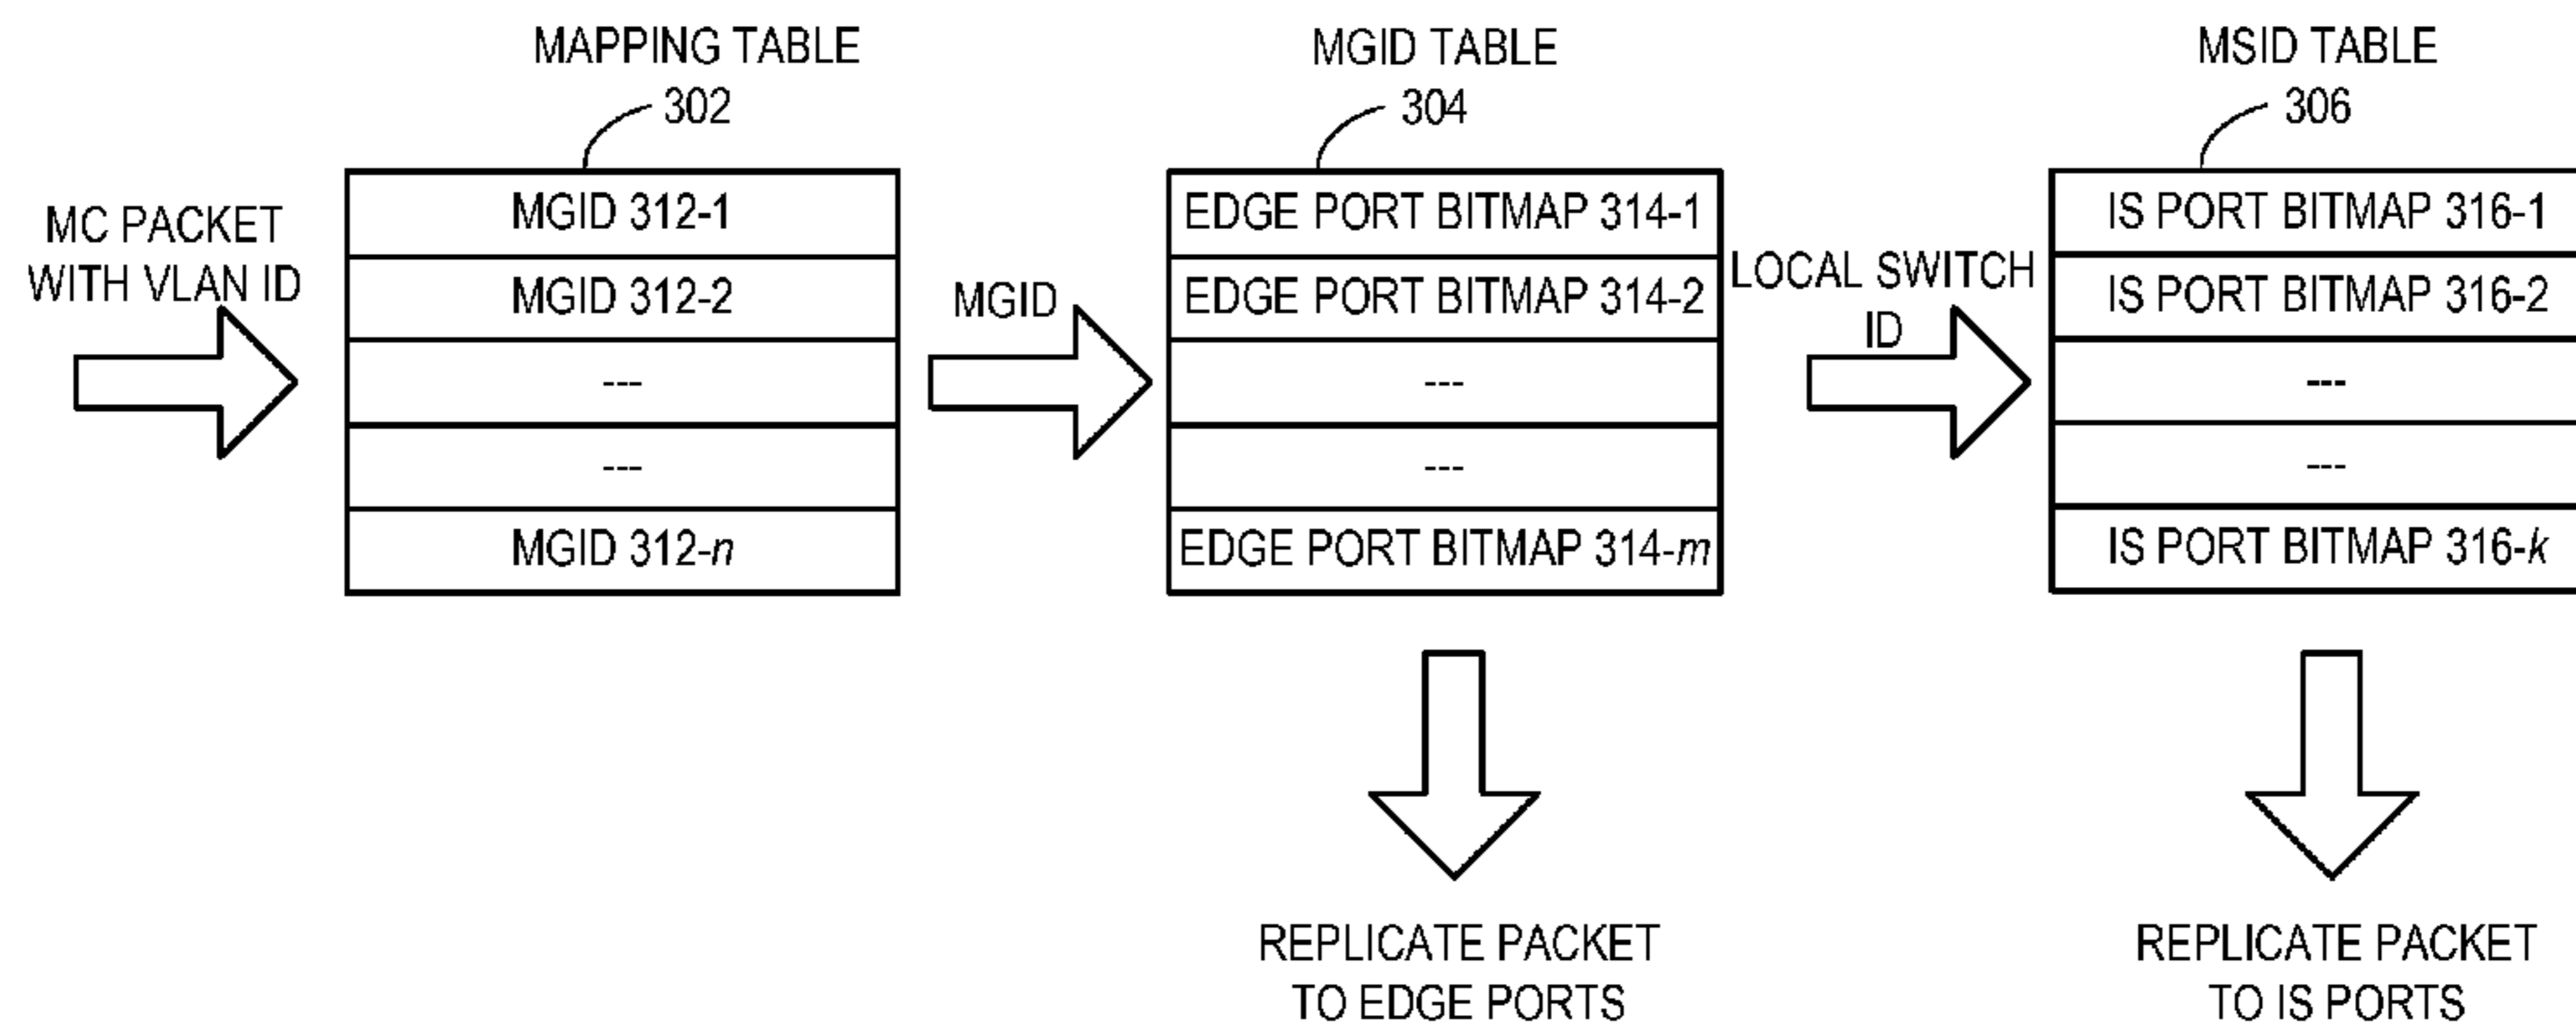 MAPPING TABLE
302
MGID TABLE
304
MSID TABLE
306
MC PACKET
WITH VLAN ID
MGID 312-1
MGID 312-2
---
---
MGID 312-n
MGID
EDGE PORT BITMAP 314-1
EDGE PORT BITMAP 314-2
---
---
EDGE PORT BITMAP 314-m
LOCAL SWITCH
ID
IS PORT BITMAP 316-1
IS PORT BITMAP 316-2
---
---
IS PORT BITMAP 316-k
REPLICATE PACKET
TO EDGE PORTS
REPLICATE PACKET
TO IS PORTS